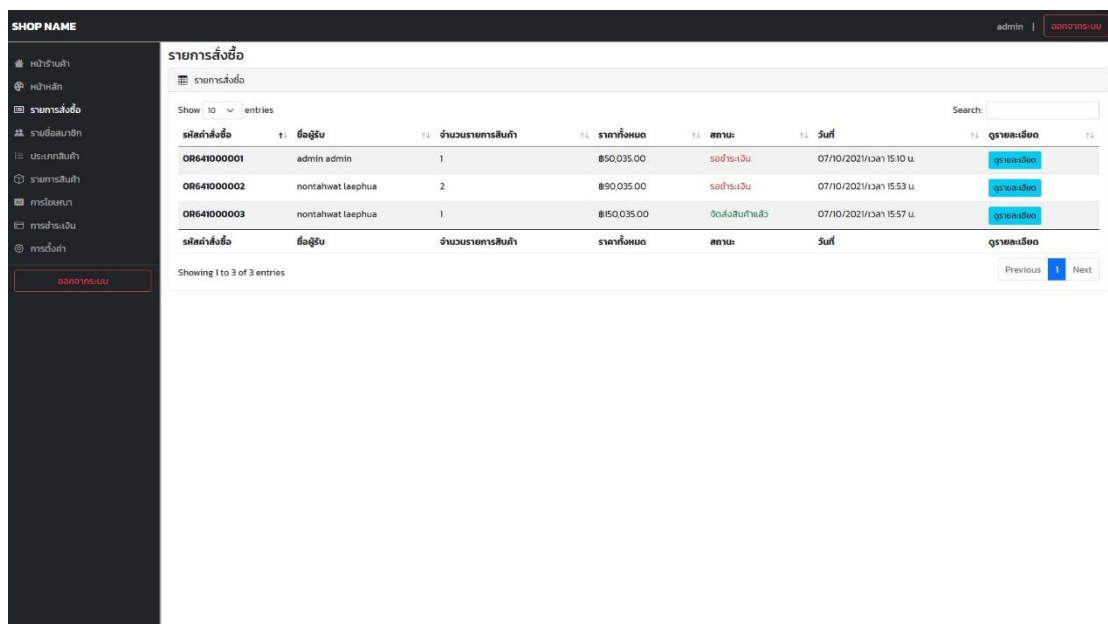 SHOP NAME
admin | ออกจากระบบ
หน้าร้านค้า
หน้าหลัก
รายการสั่งซื้อ
รายชื่อสมาชิก
ประเภทสินค้า
รายการสินค้า
การโฆษณา
การชำระเงิน
การตั้งค่า
ออกจากระบบ
รายการสั่งซื้อ
รายการสั่งซื้อ
Show 10 entries Search:
รหัสคำสั่งซื้อ ชื่อผู้รับ จำนวนรายการสินค้า ราคาทั้งหมด สถานะ วันที่ ดูรายละเอียด
OR641000001 admin admin 1 ฿50,035.00 รอชำระเงิน 07/10/2021/เวลา 15:10 น. ดูรายละเอียด
OR641000002 nontahwat laephua 2 ฿90,035.00 รอชำระเงิน 07/10/2021/เวลา 15:53 น. ดูรายละเอียด
OR641000003 nontahwat laephua 1 ฿150,035.00 จัดส่งสินค้าแล้ว 07/10/2021/เวลา 15:57 น. ดูรายละเอียด
รหัสคำสั่งซื้อ ชื่อผู้รับ จำนวนรายการสินค้า ราคาทั้งหมด สถานะ วันที่ ดูรายละเอียด
Showing 1 to 3 of 3 entries Previous 1 Next